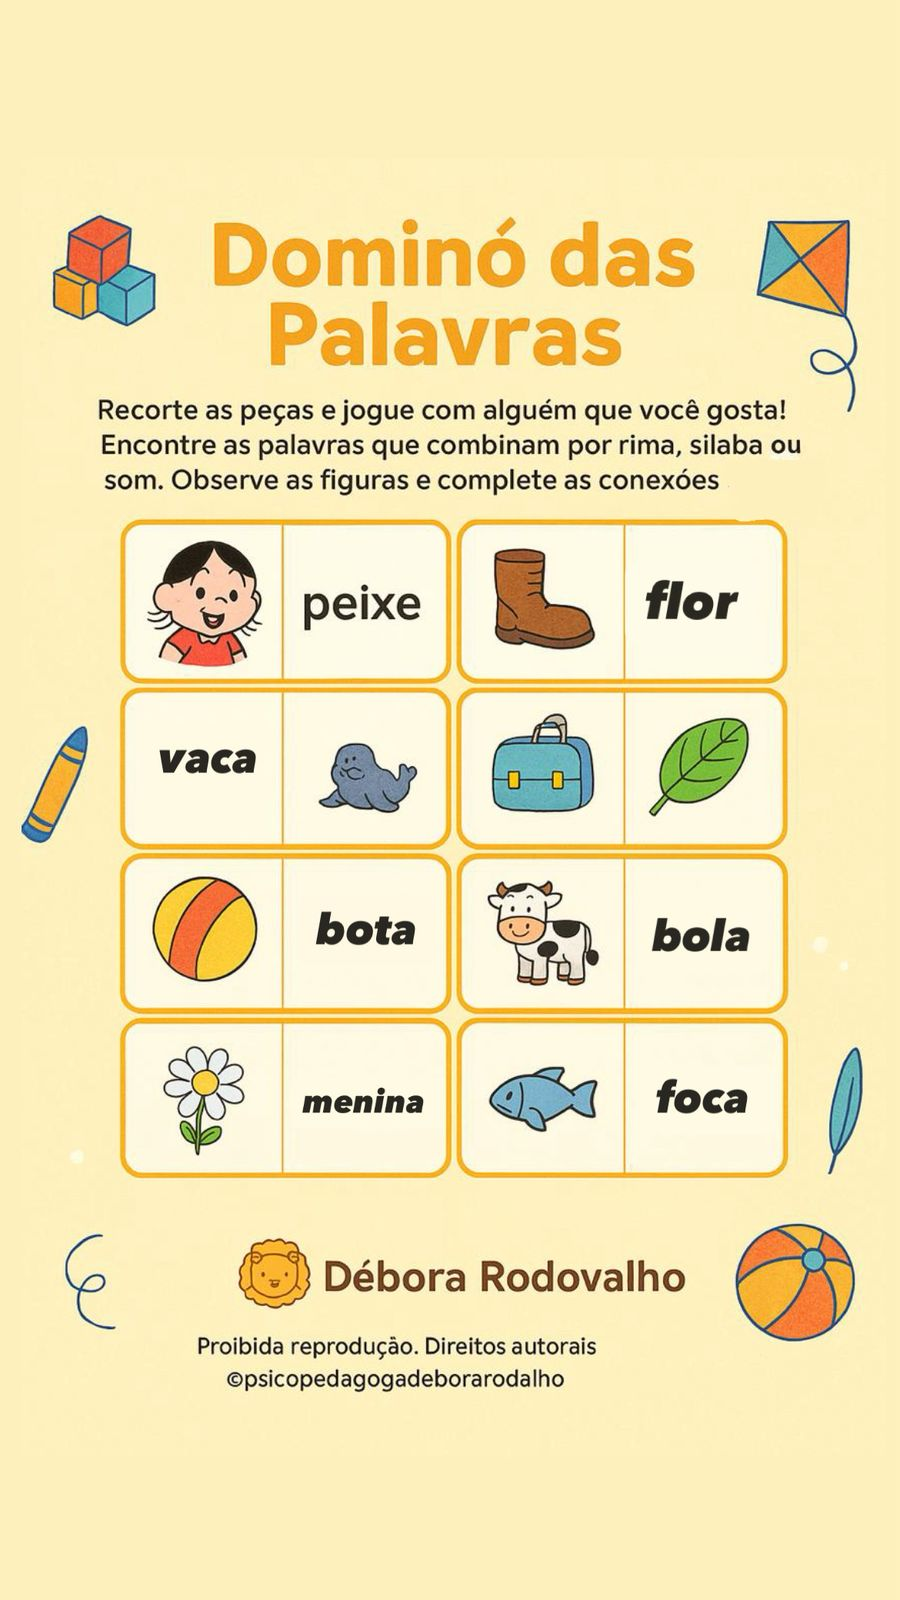 Dominó das
Palavras
Recorte as peças e jogue com alguém que você gosta!
Encontre as palavras que combinam por rima, silaba ou
som. Observe as figuras e complete as conexóes
peixe
flor
vaca
bota
bola
menina
foca
Débora Rodovalho
Proibida reprodução. Direitos autorais
©psicopedagogadeborarodalho